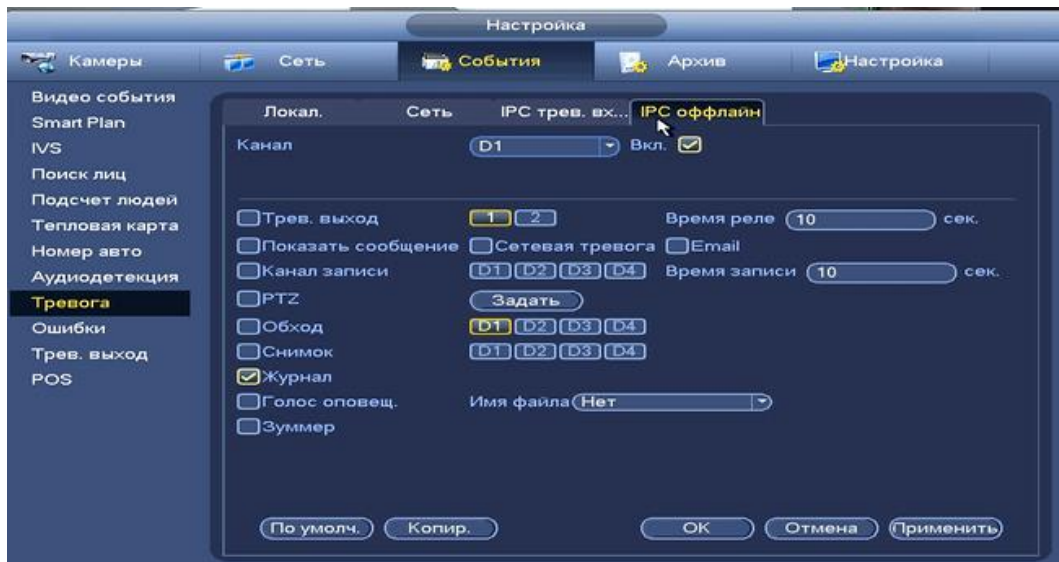 Настройка
Камеры Сеть События Архив Настройка
Видео события
Smart Plan
IVS
Поиск лиц
Подсчет людей
Тепловая карта
Номер авто
Аудиодетекция
Тревога
Ошибки
Трев. выход
POS
Локал. Сеть IPC трев. вх... IPC оффлайн
Канал D1 Вкл.
Трев. выход 1 2 Время реле 10 сек.
Показать сообщение Сетевая тревога Email
Канал записи D1 D2 D3 D4 Время записи 10 сек.
PTZ Задать
Обход D1 D2 D3 D4
Снимок D1 D2 D3 D4
Журнал
Голос оповещ. Имя файла Нет
Зуммер
По умолч. Копир. OK Отмена Применить